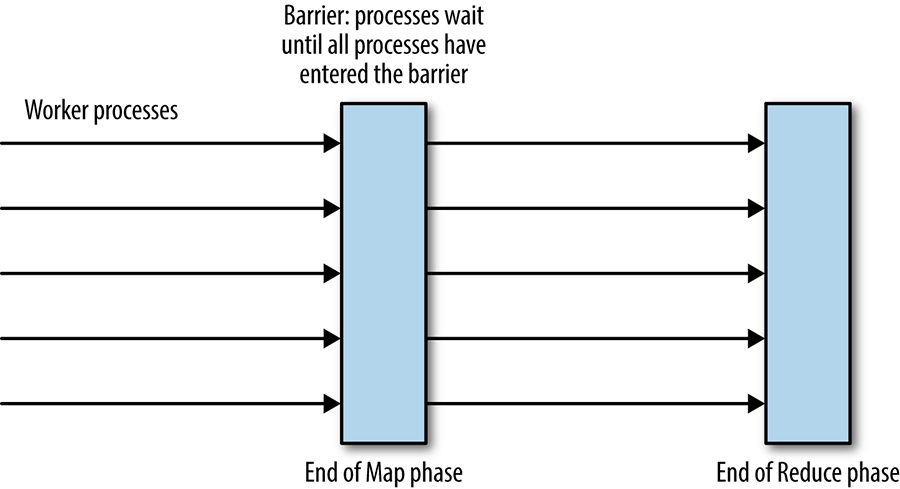 Barrier: processes wait
until all processes have
entered the barrier
Worker processes
End of Map phase
End of Reduce phase